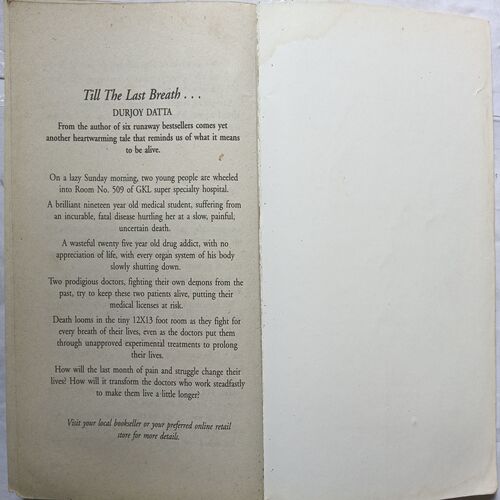 Till The Last Breath . . .
DURJOY DATTA
From the author of six runaway bestsellers comes yet
another heartwarming tale that reminds us of what it means
to be alive.
On a lazy Sunday morning, two young people are wheeled
into Room No. 509 of GKL super specialty hospital.
A brilliant nineteen year old medical student, suffering from
an incurable, fatal disease hurtling her at a slow, painful,
uncertain death.
A wasteful twenty five year old drug addict, with no
appreciation of life, with every organ system of his body
slowly shutting down.
Two prodigious doctors, fighting their own demons from the
past, try to keep these two patients alive, putting their
medical licenses at risk.
Death looms in the tiny 12X13 foot room as they fight for
every breath of their lives, even as the doctors put them
through unapproved experimental treatments to prolong
their lives.
How will the last month of pain and struggle change their
lives? How will it transform the doctors who work steadfastly
to make them live a little longer?
Visit your local bookseller or your preferred online retail
store for more details.